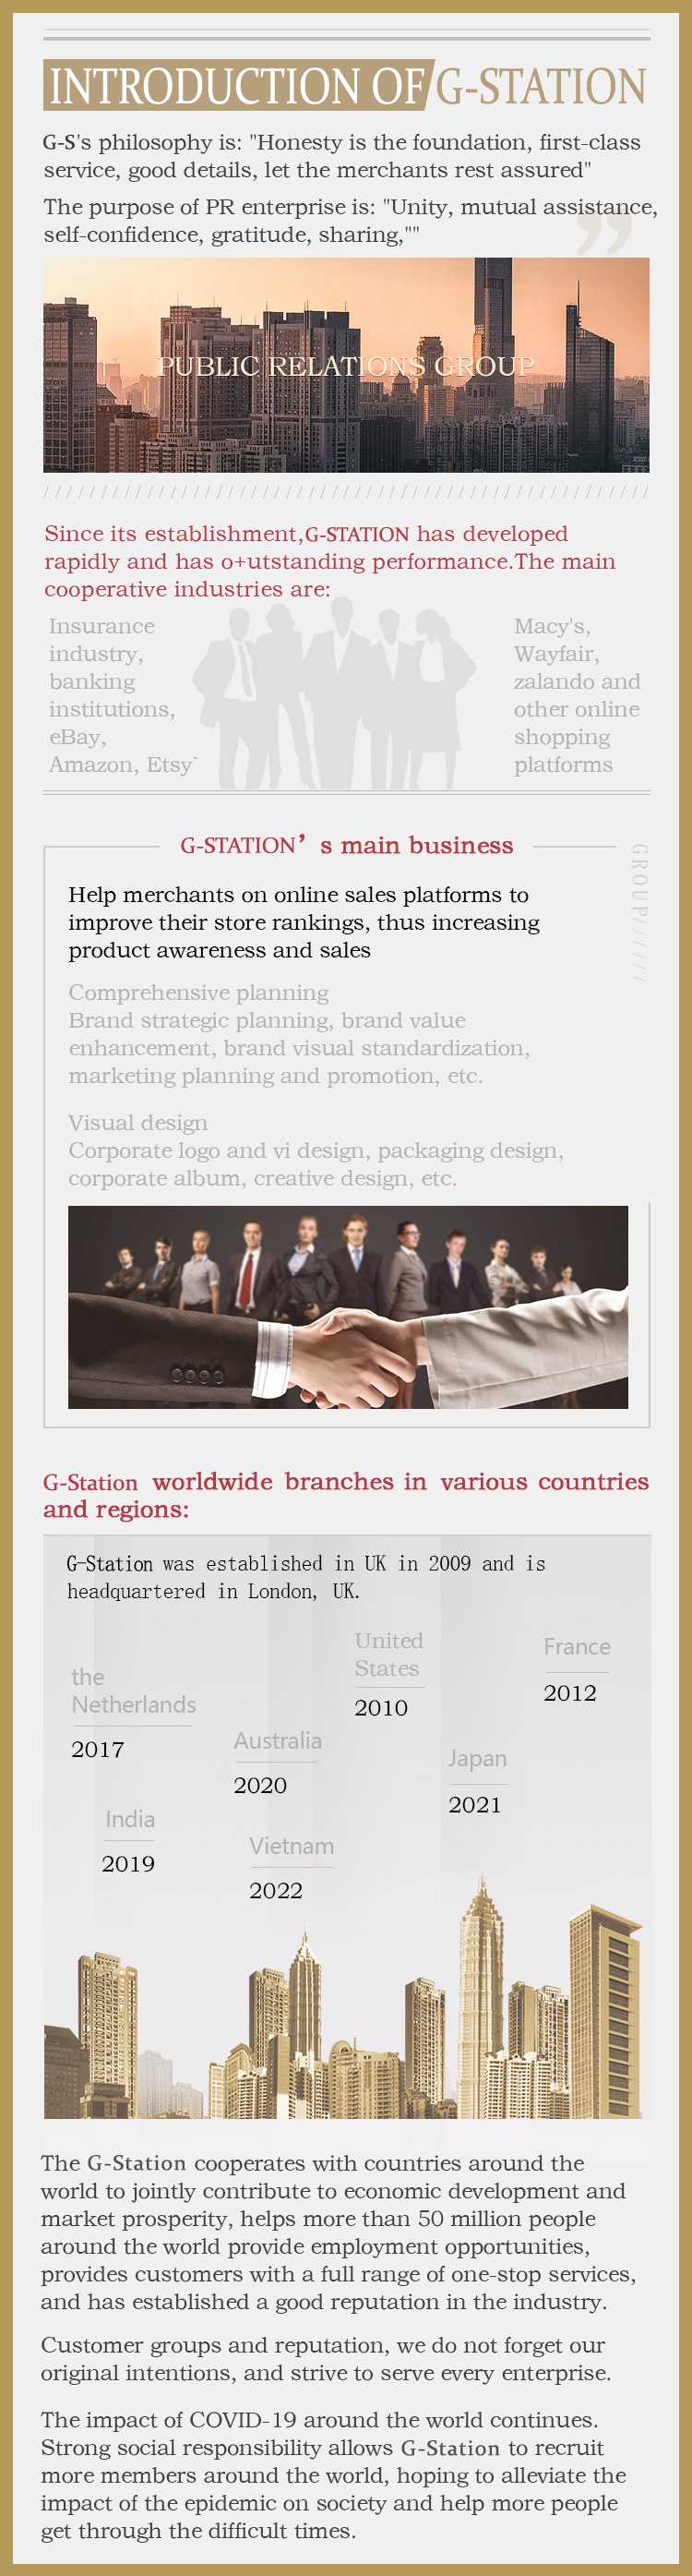 INTRODUCTION OF G-STATION
G-S's philosophy is: "Honesty is the foundation, first-class
service, good details, let the merchants rest assured"
The purpose of PR enterprise is: "Unity, mutual assistance,
self-confidence, gratitude, sharing,""
”
PUBLIC RELATIONS GROUP
Since its establishment,G-STATION has developed
rapidly and has o+utstanding performance.The main
cooperative industries are:
Insurance
industry,
banking
institutions,
eBay,
Amazon, Etsy`
Macy's,
Wayfair,
zalando and
other online
shopping
platforms
G-STATION’ s main business
GROUP/////
Help merchants on online sales platforms to
improve their store rankings, thus increasing
product awareness and sales
Comprehensive planning
Brand strategic planning, brand value
enhancement, brand visual standardization,
marketing planning and promotion, etc.
Visual design
Corporate logo and vi design, packaging design,
corporate album, creative design, etc.
G-Station worldwide branches in various countries
and regions:
G-Station was established in UK in 2009 and is
headquartered in London, UK.
United
States
2010
France
2012
the
Netherlands
2017
Australia
2020
Japan
2021
India
2019
Vietnam
2022
The G-Station cooperates with countries around the
world to jointly contribute to economic development and
market prosperity, helps more than 50 million people
around the world provide employment opportunities,
provides customers with a full range of one-stop services,
and has established a good reputation in the industry.
Customer groups and reputation, we do not forget our
original intentions, and strive to serve every enterprise.
The impact of COVID-19 around the world continues.
Strong social responsibility allows G-Station to recruit
more members around the world, hoping to alleviate the
impact of the epidemic on society and help more people
get through the difficult times.